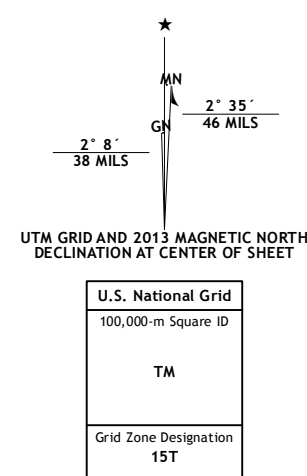 ★
MN
GN
2° 35´
46 MILS
2° 8´
38 MILS
UTM GRID AND 2013 MAGNETIC NORTH
DECLINATION AT CENTER OF SHEET
U.S. National Grid
100,000-m Square ID
TM
Grid Zone Designation
15T